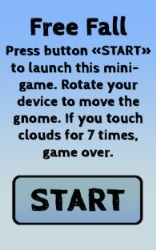 Free Fall
Press button «START»
to launch this mini-
game. Rotate your
device to move the
gnome. If you touch
clouds for 7 times,
game over.
START